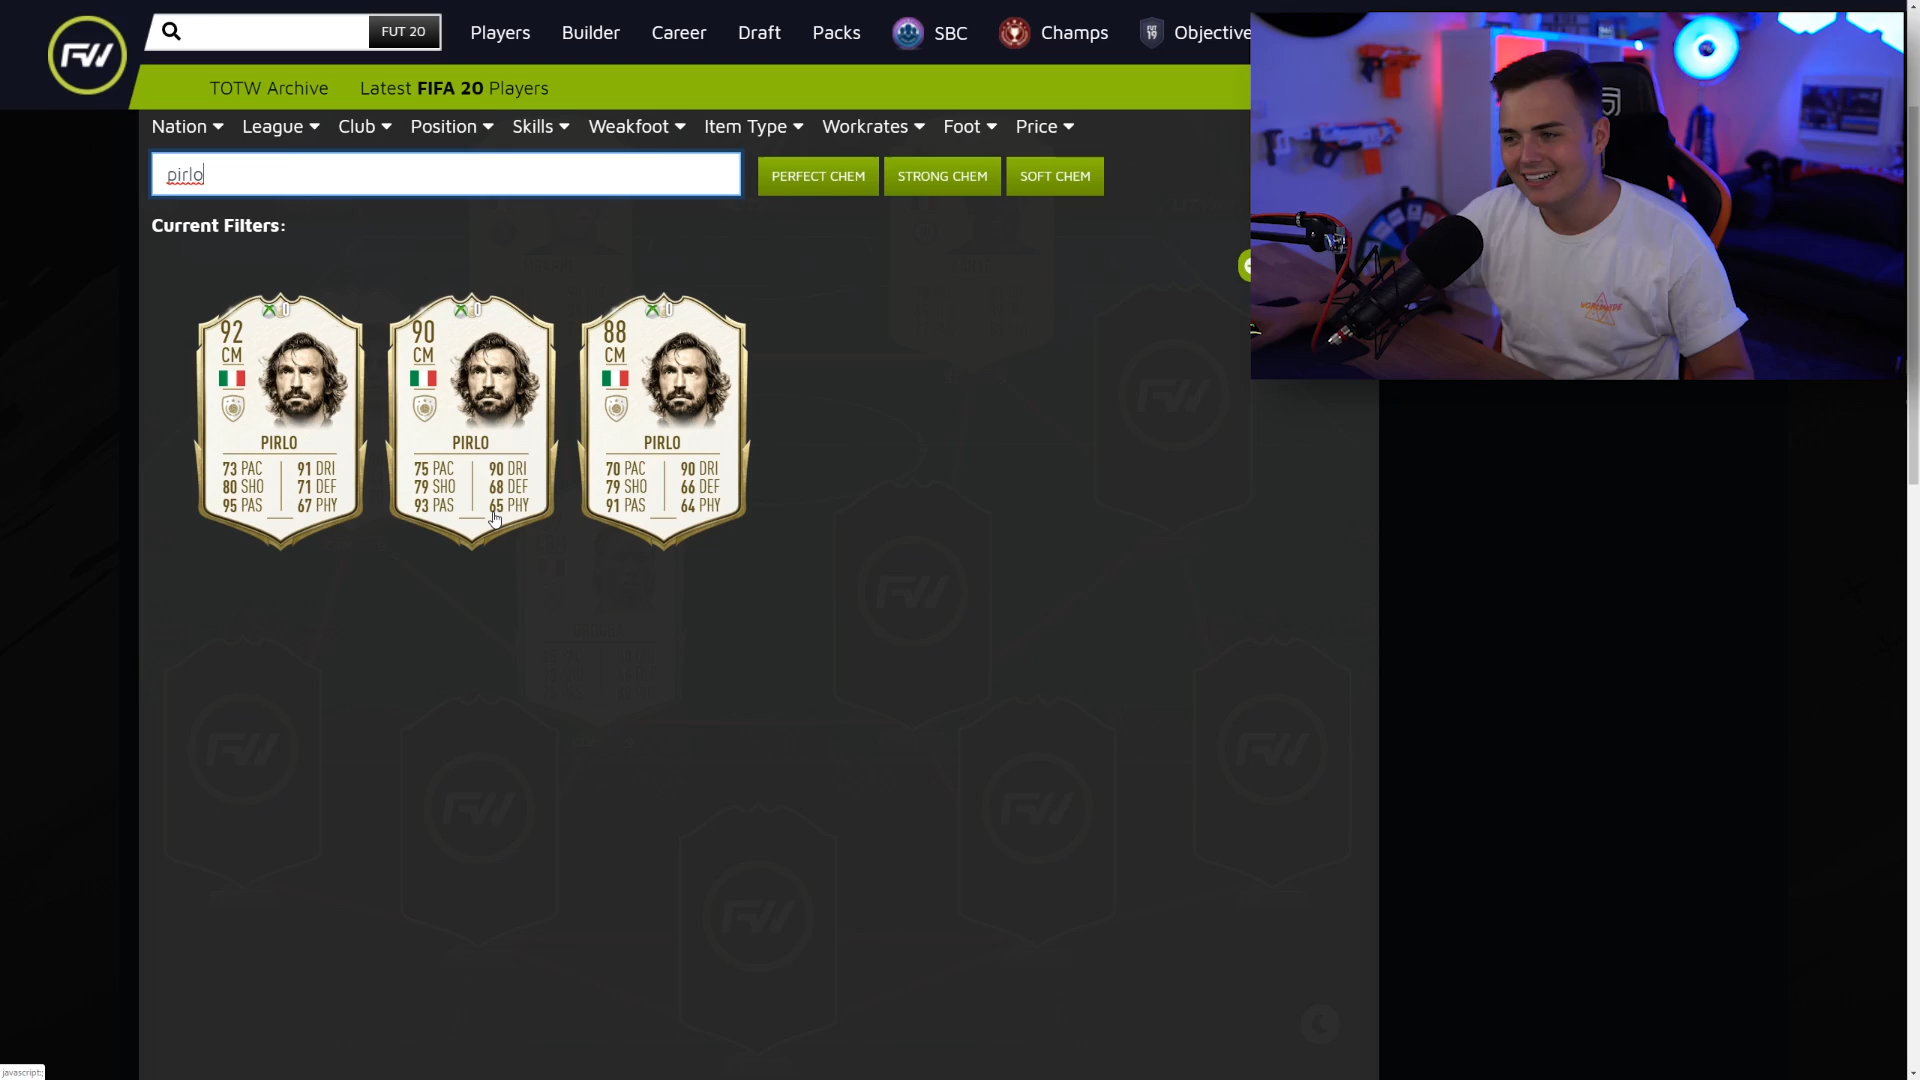 FUT 20
Players
Builder
Career
Draft
Packs
SBC
Champs
Objective
TOTW Archive
Latest FIFA 20 Players
Nation
League
Club
Position
Skills
Weakfoot
Item Type
Workrates
Foot
Price
pirlo
PERFECT CHEM
STRONG CHEM
SOFT CHEM
Current Filters:
0
92
CM
PIRLO
73 PAC 91 DRI
80 SHO 71 DEF
95 PAS 67 PHY
0
90
CM
PIRLO
75 PAC 90 DRI
79 SHO 68 DEF
93 PAS 65 PHY
0
88
CM
PIRLO
70 PAC 90 DRI
79 SHO 66 DEF
91 PAS 64 PHY
javascript:;